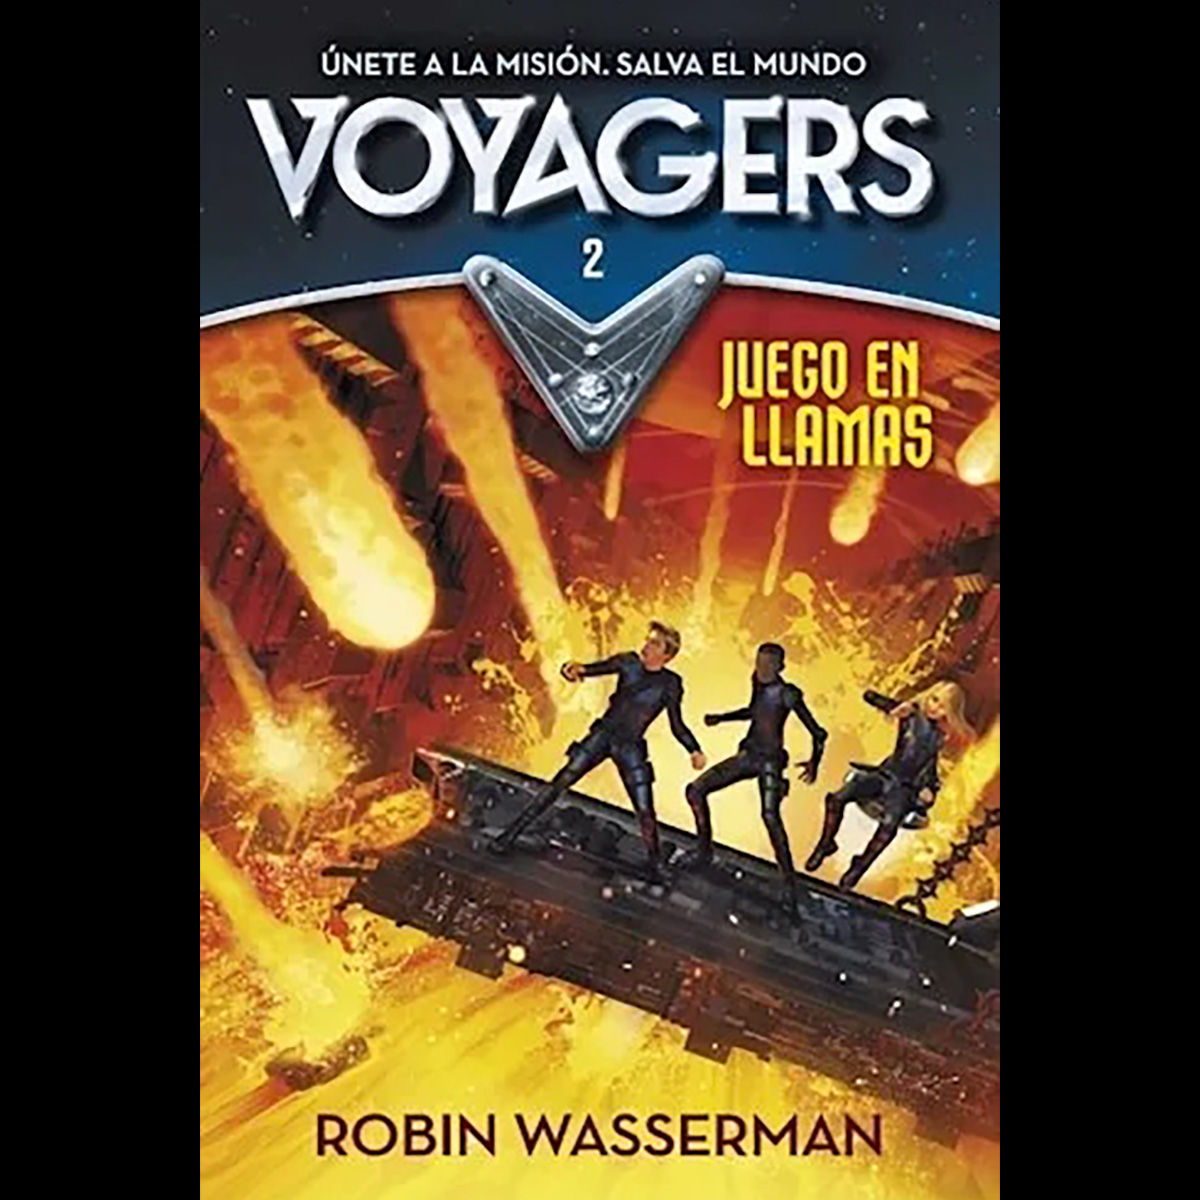 ÚNETE A LA MISIÓN. SALVA EL MUNDO
VOYAGERS
2
JUEGO EN
LLAMAS
ROBIN WASSERMAN